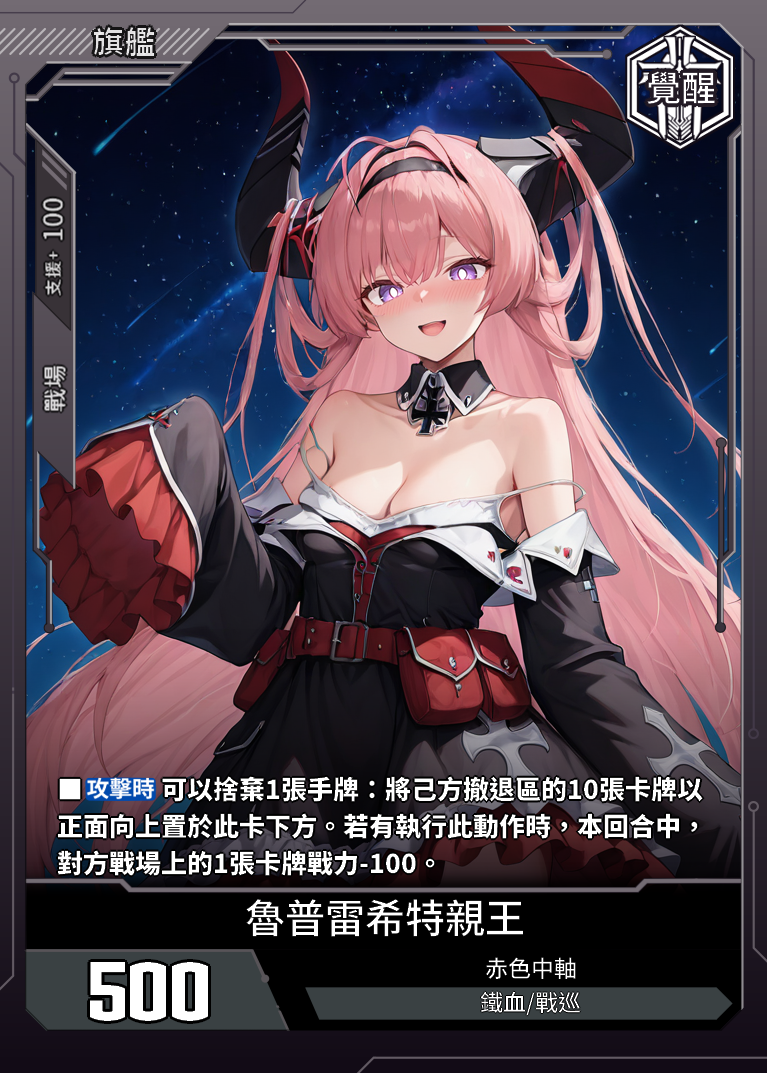 旗艦
覺醒
支援+ 100
戰場
■ 攻擊時 可以捨棄1張手牌：將己方撤退區的10張卡牌以
正面向上置於此卡下方。若有執行此動作時，本回合中，
對方戰場上的1張卡牌戰力-100。
魯普雷希特親王
500
赤色中軸
鐵血/戰巡